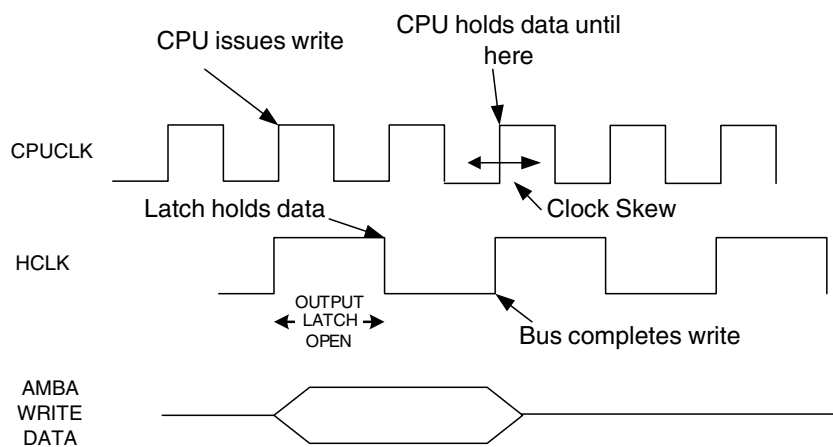 CPU issues write
CPU holds data until
here
CPUCLK
Latch holds data
Clock Skew
HCLK
OUTPUT
LATCH
OPEN
Bus completes write
AMBA
WRITE
DATA